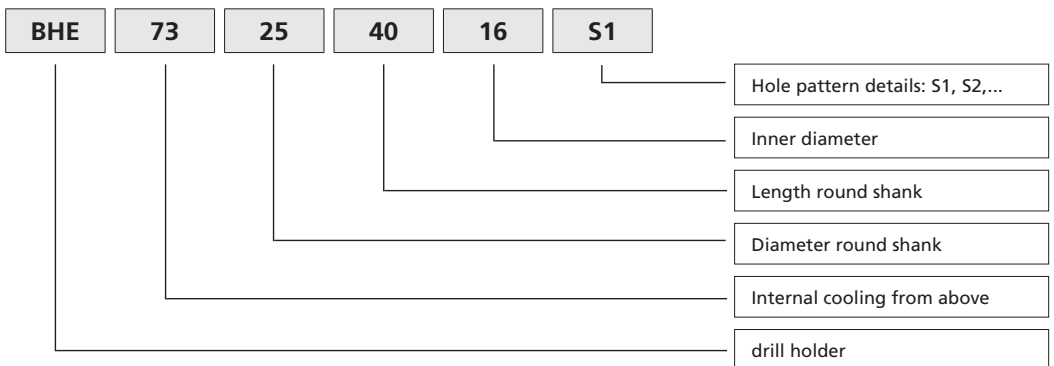 BHE 73 25 40 16 S1
Hole pattern details: S1, S2,...
Inner diameter
Length round shank
Diameter round shank
Internal cooling from above
drill holder